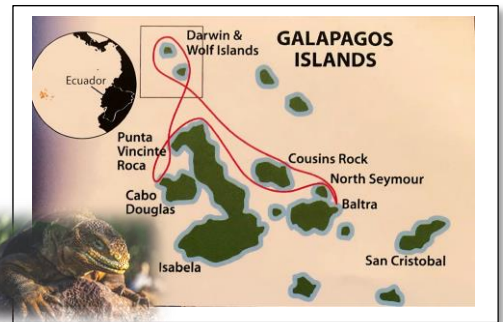 Darwin &
Wolf Islands
GALAPAGOS
ISLANDS
Ecuador
Punta
Vincinte
Roca
Cousins Rock
North Seymour
Cabo
Douglas
Baltra
Isabela
San Cristobal